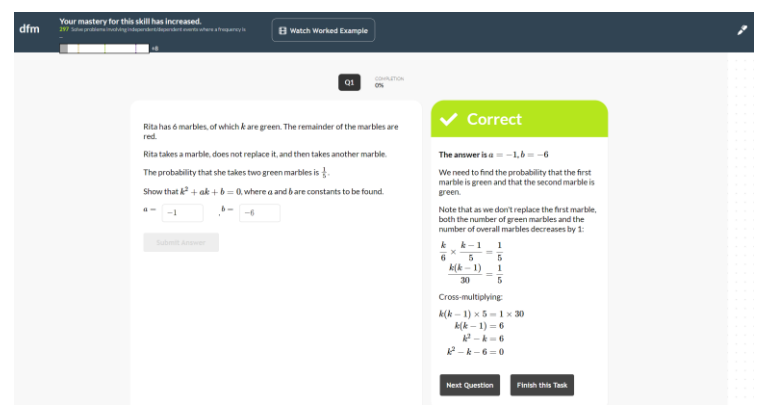 dfm
Your mastery for this skill has increased.
297 Solve problems involving independent/dependent events where a frequency is
...
+8
Watch Worked Example
Q1
COMPLETION
0%
Rita has 6 marbles, of which k are green. The remainder of the marbles are
red.
Rita takes a marble, does not replace it, and then takes another marble.
The probability that she takes two green marbles is 1/5.
Show that k² + ak + b = 0, where a and b are constants to be found.
a = −1 , b = −6
Submit Answer
Correct
The answer is a = −1, b = −6
We need to find the probability that the first
marble is green and that the second marble is
green.
Note that as we don't replace the first marble,
both the number of green marbles and the
number of overall marbles decreases by 1:
k/6 × (k − 1)/5 = 1/5
k(k − 1)/30 = 1/5
Cross-multiplying:
k(k − 1) × 5 = 1 × 30
k(k − 1) = 6
k² − k = 6
k² − k − 6 = 0
Next Question
Finish this Task